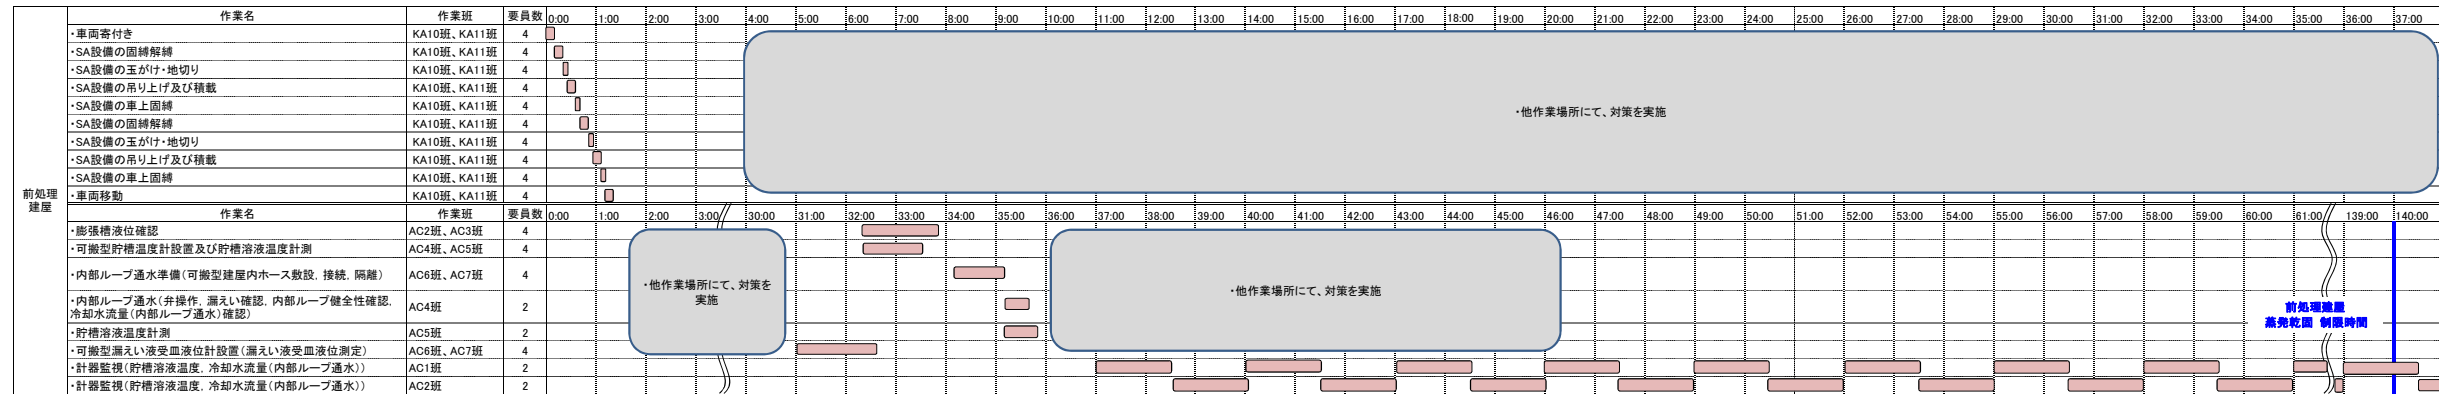 作業名 作業班 要員数 0:00 1:00 2:00 3:00 4:00 5:00 6:00 7:00 8:00 9:00 10:00 11:00 12:00 13:00 14:00 15:00 16:00 17:00 18:00 19:00 20:00 21:00 22:00 23:00 24:00 25:00 26:00 27:00 28:00 29:00 30:00 31:00 32:00 33:00 34:00 35:00 36:00 37:00
・車両寄付き KA10班、KA11班 4
・SA設備の固縛解縛 KA10班、KA11班 4
・SA設備の玉がけ・地切り KA10班、KA11班 4
・SA設備の吊り上げ及び積載 KA10班、KA11班 4
・SA設備の車上固縛 KA10班、KA11班 4
・他作業場所にて、対策を実施
・SA設備の固縛解縛 KA10班、KA11班 4
・SA設備の玉がけ・地切り KA10班、KA11班 4
・SA設備の吊り上げ及び積載 KA10班、KA11班 4
・SA設備の車上固縛 KA10班、KA11班 4
・車両移動 KA10班、KA11班 4
前処理
建屋
作業名 作業班 要員数 0:00 1:00 2:00 3:00 30:00 31:00 32:00 33:00 34:00 35:00 36:00 37:00 38:00 39:00 40:00 41:00 42:00 43:00 44:00 45:00 46:00 47:00 48:00 49:00 50:00 51:00 52:00 53:00 54:00 55:00 56:00 57:00 58:00 59:00 60:00 61:00 139:00 140:00
・膨張槽液位確認 AC2班、AC3班 4
・可搬型貯槽温度計設置及び貯槽溶液温度計測 AC4班、AC5班 4
・内部ループ通水準備(可搬型建屋内ホース敷設，接続，隔離) AC6班、AC7班 4
・他作業場所にて、対策を
実施
・他作業場所にて、対策を実施
・内部ループ通水(弁操作，漏えい確認，内部ループ健全性確認，
冷却水流量(内部ループ通水)確認) AC4班 2
前処理建屋
蒸発乾固 制限時間
・貯槽溶液温度計測 AC5班 2
・可搬型漏えい液受皿液位計設置(漏えい液受皿液位測定) AC6班、AC7班 4
・計器監視(貯槽溶液温度，冷却水流量(内部ループ通水)) AC1班 2
・計器監視(貯槽溶液温度，冷却水流量(内部ループ通水)) AC2班 2